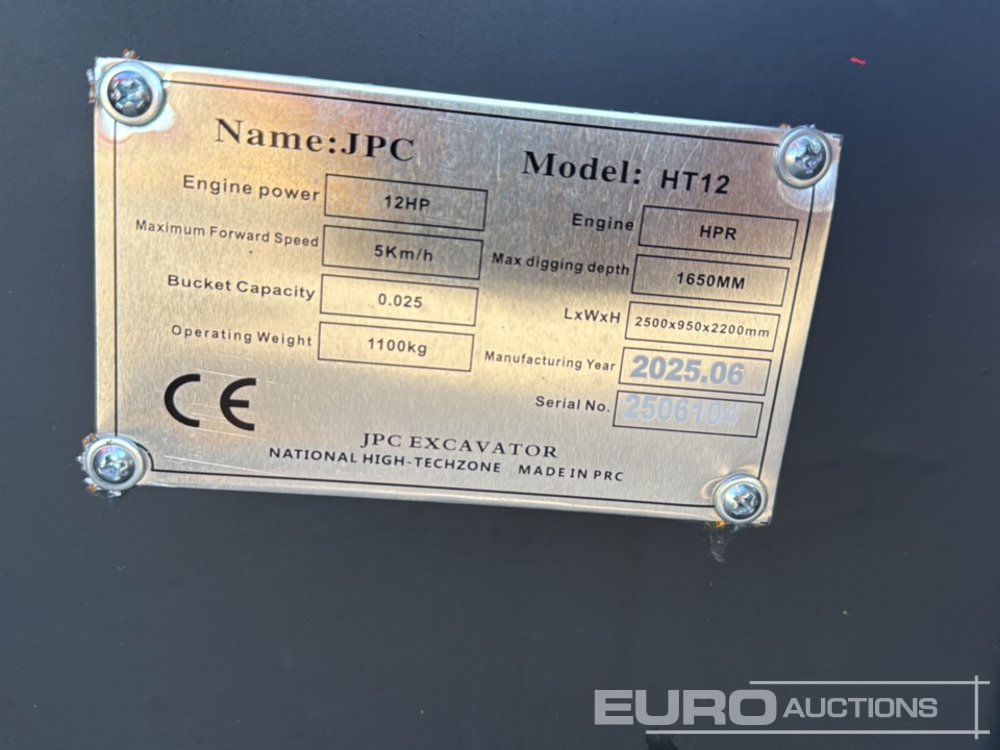 Name:JPC
Model: HT12
Engine power 12HP
Engine HPR
Maximum Forward Speed 5Km/h
Max digging depth 1650MM
Bucket Capacity 0.025
LxWxH 2500x950x2200mm
Operating Weight 1100kg
Manufacturing Year 2025.06
Serial No. 2506104
CE
JPC EXCAVATOR
NATIONAL HIGH-TECHZONE MADE IN PRC
EURO AUCTIONS